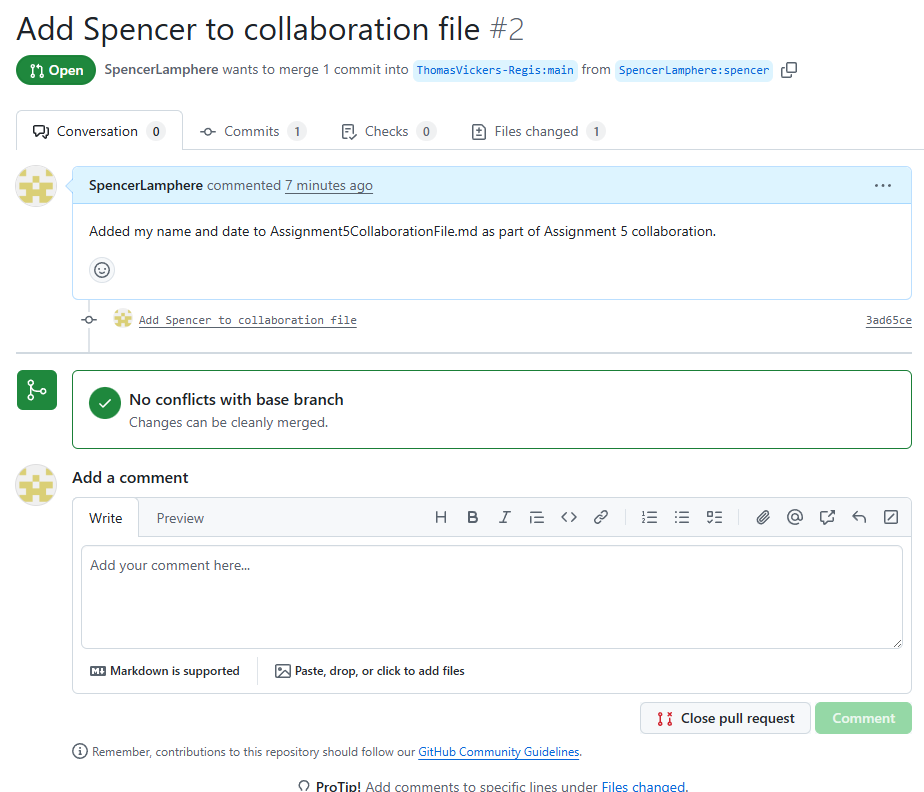 Add Spencer to collaboration file #2
Open SpencerLamphere wants to merge 1 commit into ThomasVickers-Regis:main from SpencerLamphere:spencer
Conversation 0 Commits 1 Checks 0 Files changed 1
SpencerLamphere commented 7 minutes ago
Added my name and date to Assignment5CollaborationFile.md as part of Assignment 5 collaboration.
Add Spencer to collaboration file 3ad65ce
No conflicts with base branch
Changes can be cleanly merged.
Add a comment
Write Preview
Add your comment here...
Markdown is supported Paste, drop, or click to add files
Close pull request Comment
Remember, contributions to this repository should follow our GitHub Community Guidelines.
ProTip! Add comments to specific lines under Files changed.